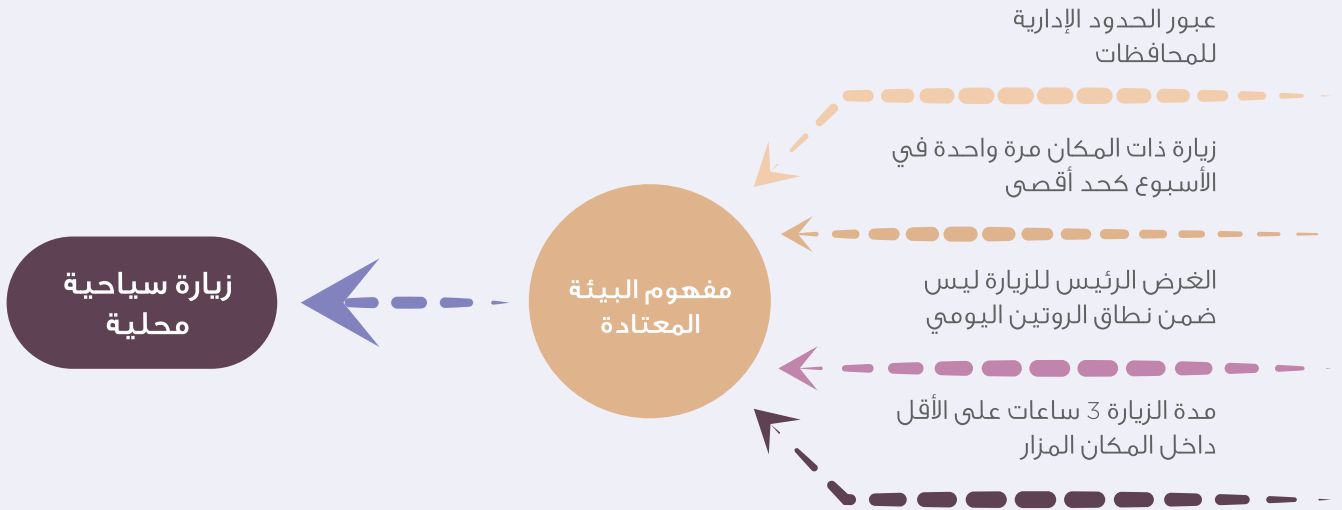 عبور الحدود الإدارية
للمحافظات
زيارة ذات المكان مرة واحدة في
الأسبوع كحد أقصى
الغرض الرئيس للزيارة ليس
ضمن نطاق الروتين اليومي
مدة الزيارة 3 ساعات على الأقل
داخل المكان المزار
مفهوم البيئة
المعتادة
زيارة سياحية
محلية